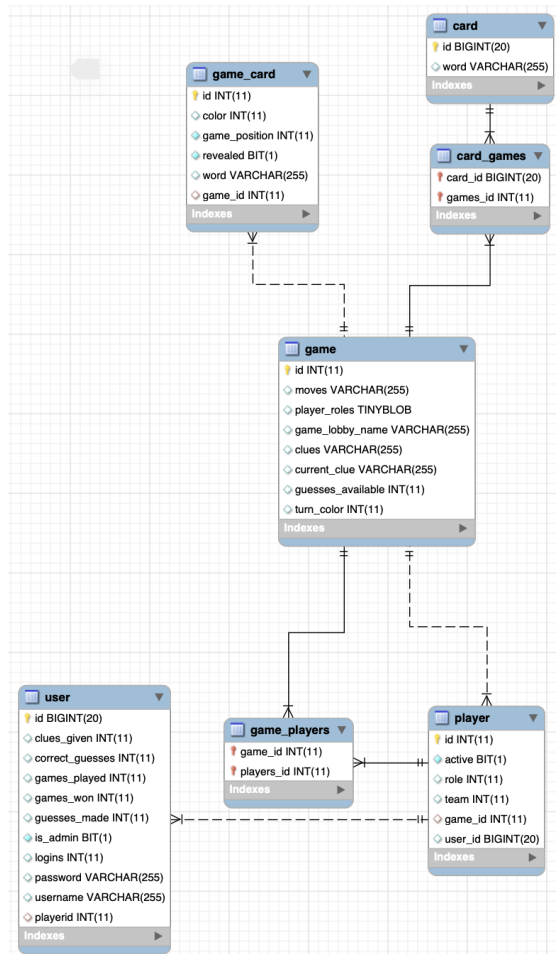 card
id BIGINT(20)
word VARCHAR(255)
Indexes
game_card
id INT(11)
color INT(11)
game_position INT(11)
revealed BIT(1)
word VARCHAR(255)
game_id INT(11)
Indexes
card_games
card_id BIGINT(20)
games_id INT(11)
Indexes
game
id INT(11)
moves VARCHAR(255)
player_roles TINYBLOB
game_lobby_name VARCHAR(255)
clues VARCHAR(255)
current_clue VARCHAR(255)
guesses_available INT(11)
turn_color INT(11)
Indexes
user
id BIGINT(20)
clues_given INT(11)
correct_guesses INT(11)
games_played INT(11)
games_won INT(11)
guesses_made INT(11)
is_admin BIT(1)
logins INT(11)
password VARCHAR(255)
username VARCHAR(255)
playerid INT(11)
Indexes
game_players
game_id INT(11)
players_id INT(11)
Indexes
player
id INT(11)
active BIT(1)
role INT(11)
team INT(11)
game_id INT(11)
user_id BIGINT(20)
Indexes